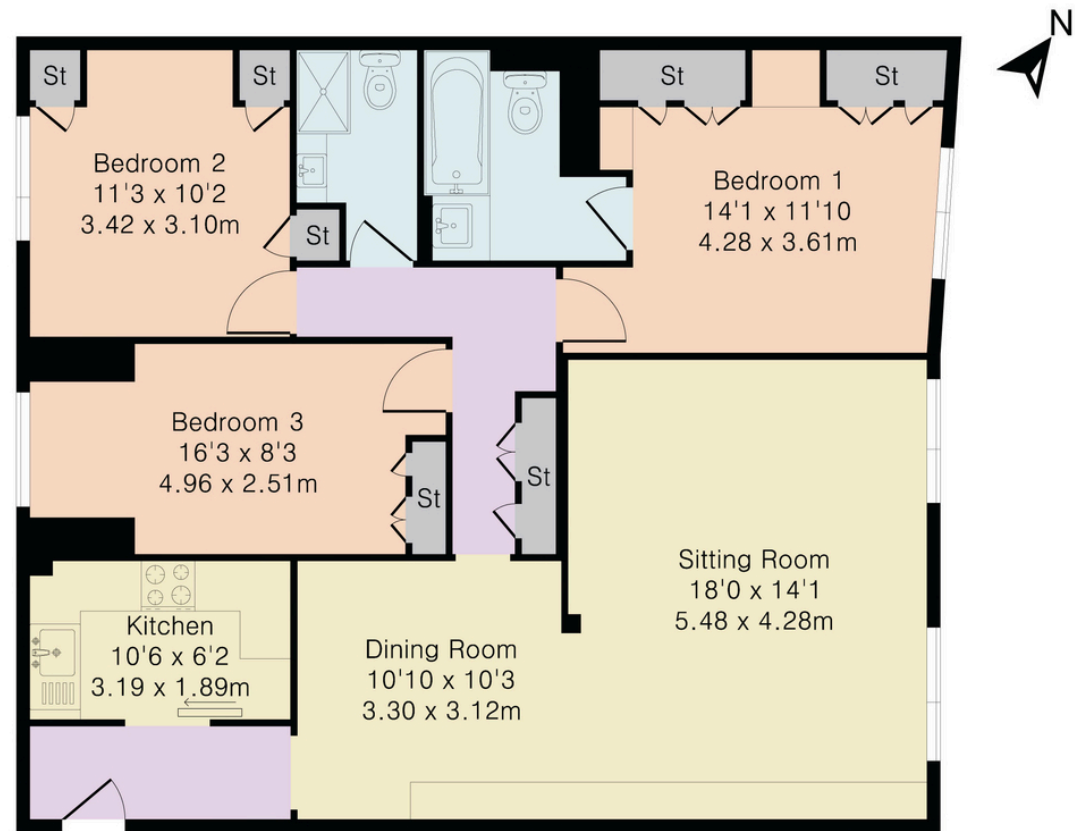 N
St
St
St
St
Bedroom 2
11'3 x 10'2
3.42 x 3.10m
Bedroom 1
14'1 x 11'10
4.28 x 3.61m
St
Bedroom 3
16'3 x 8'3
4.96 x 2.51m
St
St
Sitting Room
18'0 x 14'1
5.48 x 4.28m
Kitchen
10'6 x 6'2
3.19 x 1.89m
Dining Room
10'10 x 10'3
3.30 x 3.12m